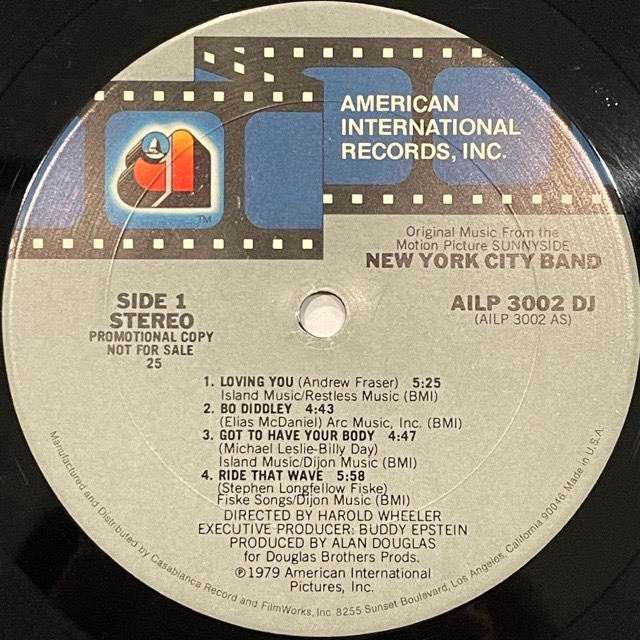 AMERICAN
INTERNATIONAL
RECORDS, INC.
TM
Original Music From the
Motion Picture SUNNYSIDE
NEW YORK CITY BAND
SIDE 1
STEREO
PROMOTIONAL COPY
NOT FOR SALE
25
AILP 3002 DJ
(AILP 3002 AS)
1. LOVING YOU (Andrew Fraser) 5:25
Island Music/Restless Music (BMI)
2. BO DIDDLEY 4:43
(Elias McDaniel) Arc Music, Inc. (BMI)
3. GOT TO HAVE YOUR BODY 4:47
(Michael Leslie-Billy Day)
Island Music/Dijon Music (BMI)
4. RIDE THAT WAVE 5:58
(Stephen Longfellow Fiske)
Fiske Songs/Dijon Music (BMI)
DIRECTED BY HAROLD WHEELER
EXECUTIVE PRODUCER: BUDDY EPSTEIN
PRODUCED BY ALAN DOUGLAS
for Douglas Brothers Prods.
℗1979 American International
Pictures, Inc.
Manufactured and Distributed by Casablanca Record and FilmWorks, Inc. 8255 Sunset Boulevard, Los Angeles, California 90046. Made in U.S.A.